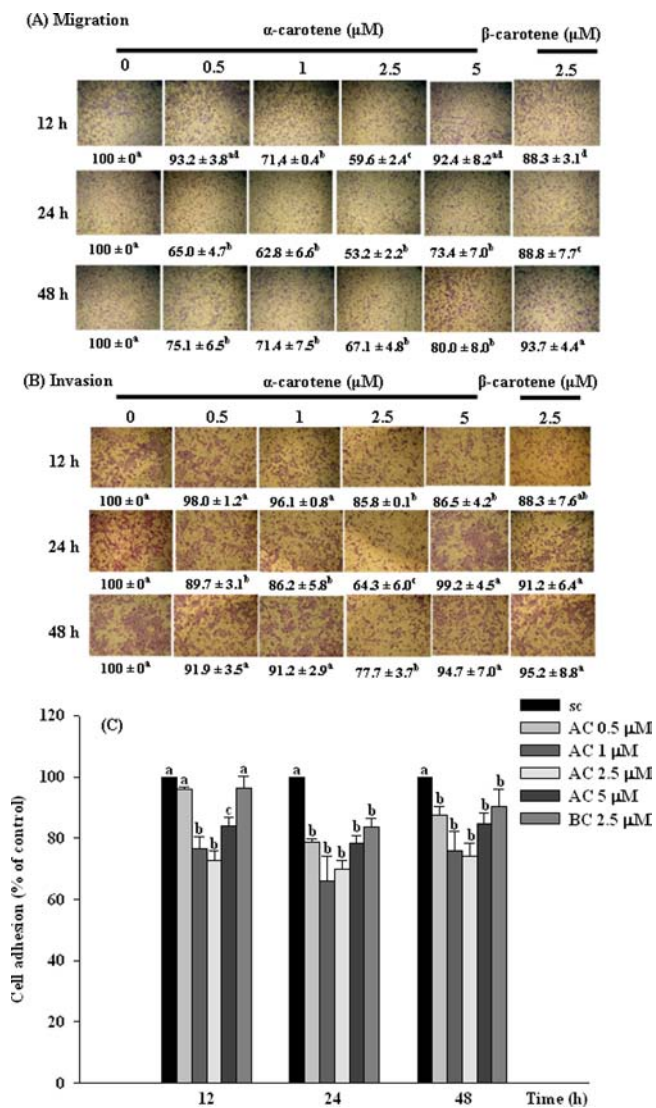 (A) Migration
α-carotene (μM) β-carotene (μM)
0 0.5 1 2.5 5 2.5
12 h
100 ± 0ᵃ 93.2 ± 3.8ᵃᵈ 71,4 ± 0.4ᵇ 59.6 ± 2.4ᶜ 92.4 ± 8.2ᵃᵈ 88.3 ± 3.1ᵈ
24 h
100 ± 0ᵃ 65.0 ± 4.7ᵇ 62.8 ± 6.6ᵇ 53.2 ± 2.2ᵇ 73.4 ± 7.0ᵇ 88.8 ± 7.7ᶜ
48 h
100 ± 0ᵃ 75.1 ± 6.5ᵇ 71.4 ± 7.5ᵇ 67.1 ± 4.8ᵇ 80.0 ± 8.0ᵇ 93.7 ± 4.4ᵃ
(B) Invasion
α-carotene (μM) β-carotene (μM)
0 0.5 1 2.5 5 2.5
12 h
100 ± 0ᵃ 98.0 ± 1.2ᵃ 96.1 ± 0.8ᵃ 85.8 ± 0.1ᵇ 86.5 ± 4.2ᵇ 88.3 ± 7.6ᵃᵇ
24 h
100 ± 0ᵃ 89.7 ± 3.1ᵇ 86.2 ± 5.8ᵇ 64.3 ± 6.0ᶜ 99.2 ± 4.5ᵃ 91.2 ± 6.4ᵃ
48 h
100 ± 0ᵃ 91.9 ± 3.5ᵃ 91.2 ± 2.9ᵃ 77.7 ± 3.7ᵇ 94.7 ± 7.0ᵃ 95.2 ± 8.8ᵃ
(C)
sc
AC 0.5 μM
AC 1 μM
AC 2.5 μM
AC 5 μM
BC 2.5 μM
Cell adhesion (% of control)
120
100
80
60
40
20
0
a a b b c a
a b b b b b
a b b b b b
12 24 48 Time (h)